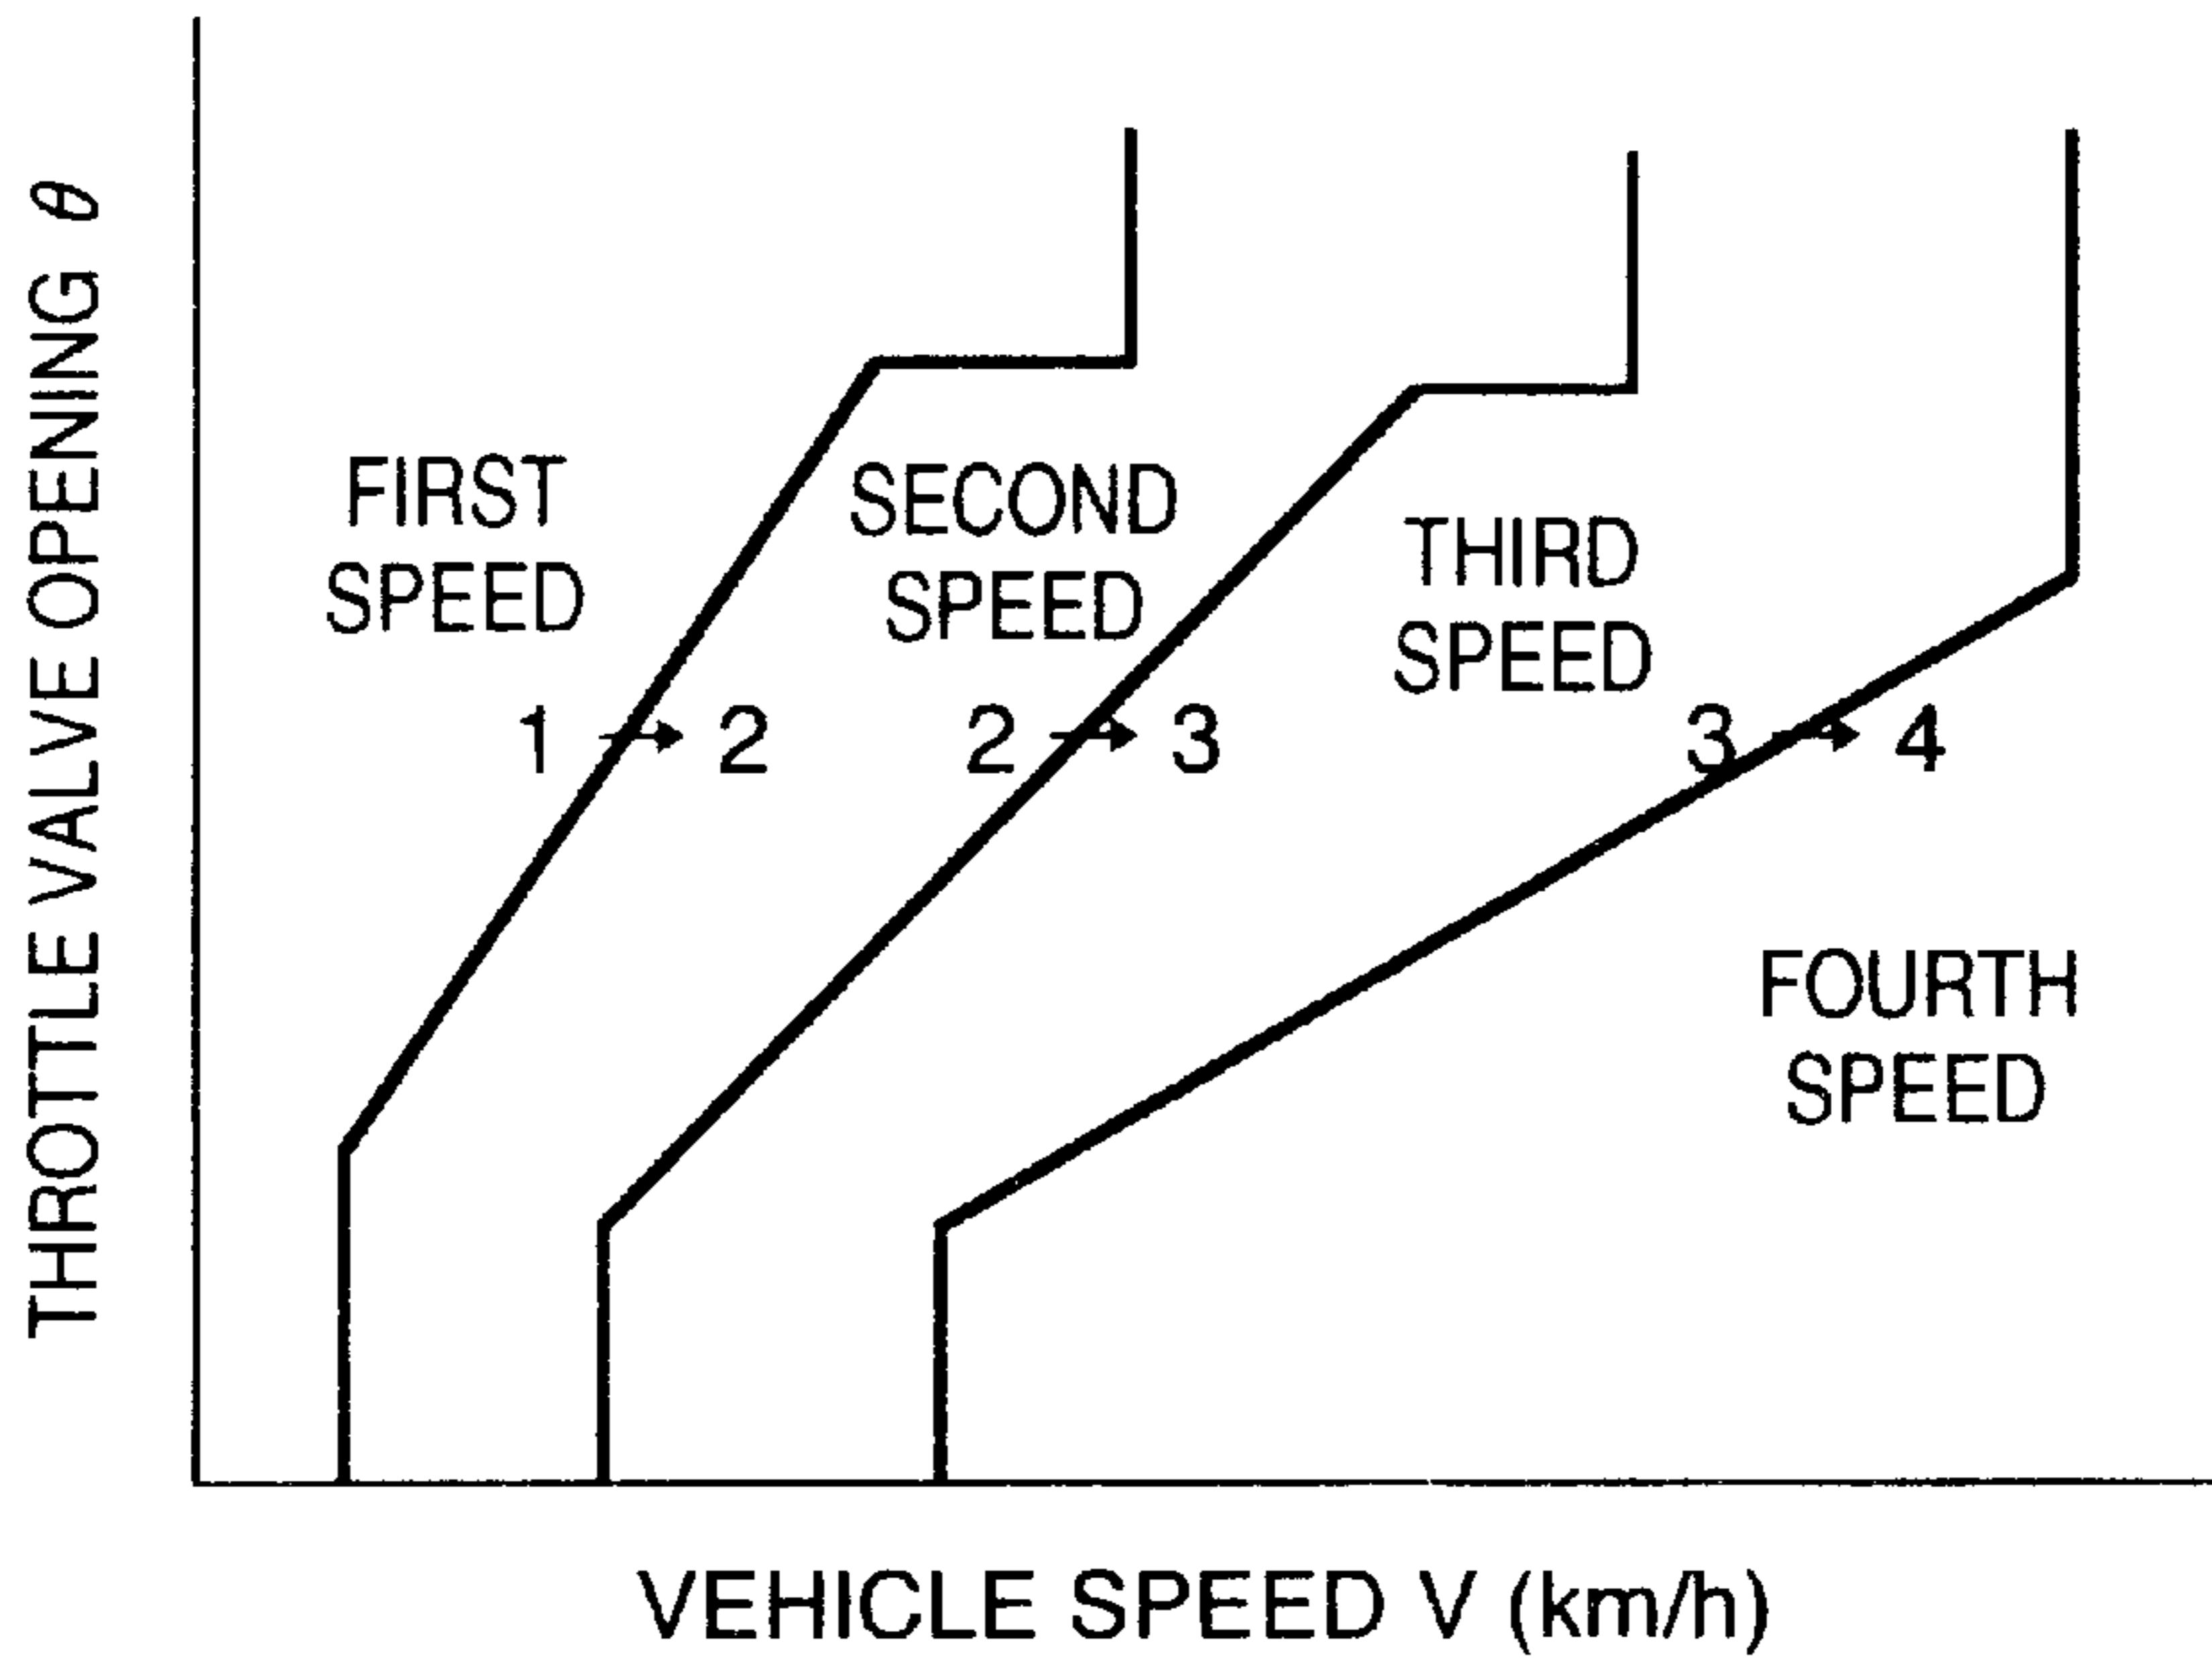 THROTTLE VALVE OPENING θ
FIRST
SPEED
SECOND
SPEED
THIRD
SPEED
1 → 2
2 → 3
3 → 4
FOURTH
SPEED
VEHICLE SPEED V (km/h)